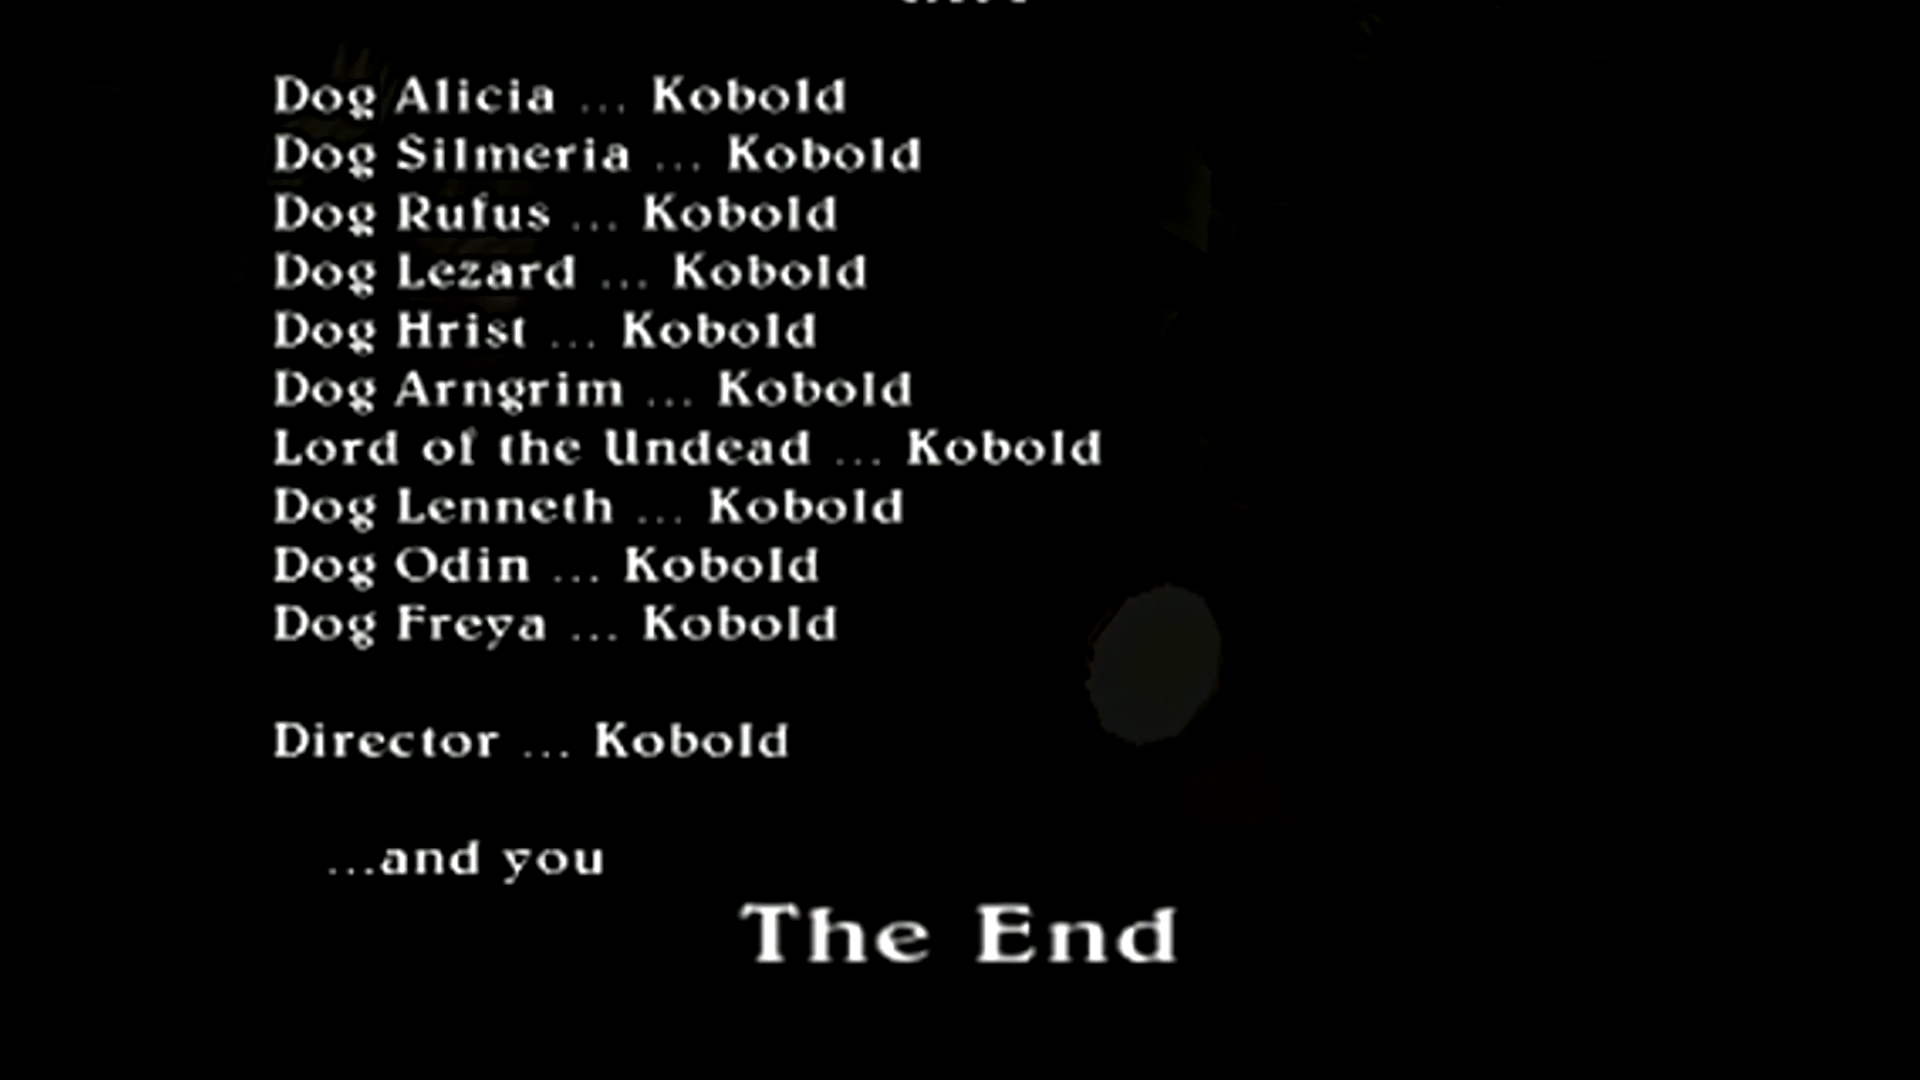 Dog Alicia ... Kobold
Dog Silmeria ... Kobold
Dog Rufus ... Kobold
Dog Lezard ... Kobold
Dog Hrist ... Kobold
Dog Arngrim ... Kobold
Lord of the Undead ... Kobold
Dog Lenneth ... Kobold
Dog Odin ... Kobold
Dog Freya ... Kobold
Director ... Kobold
...and you
The End